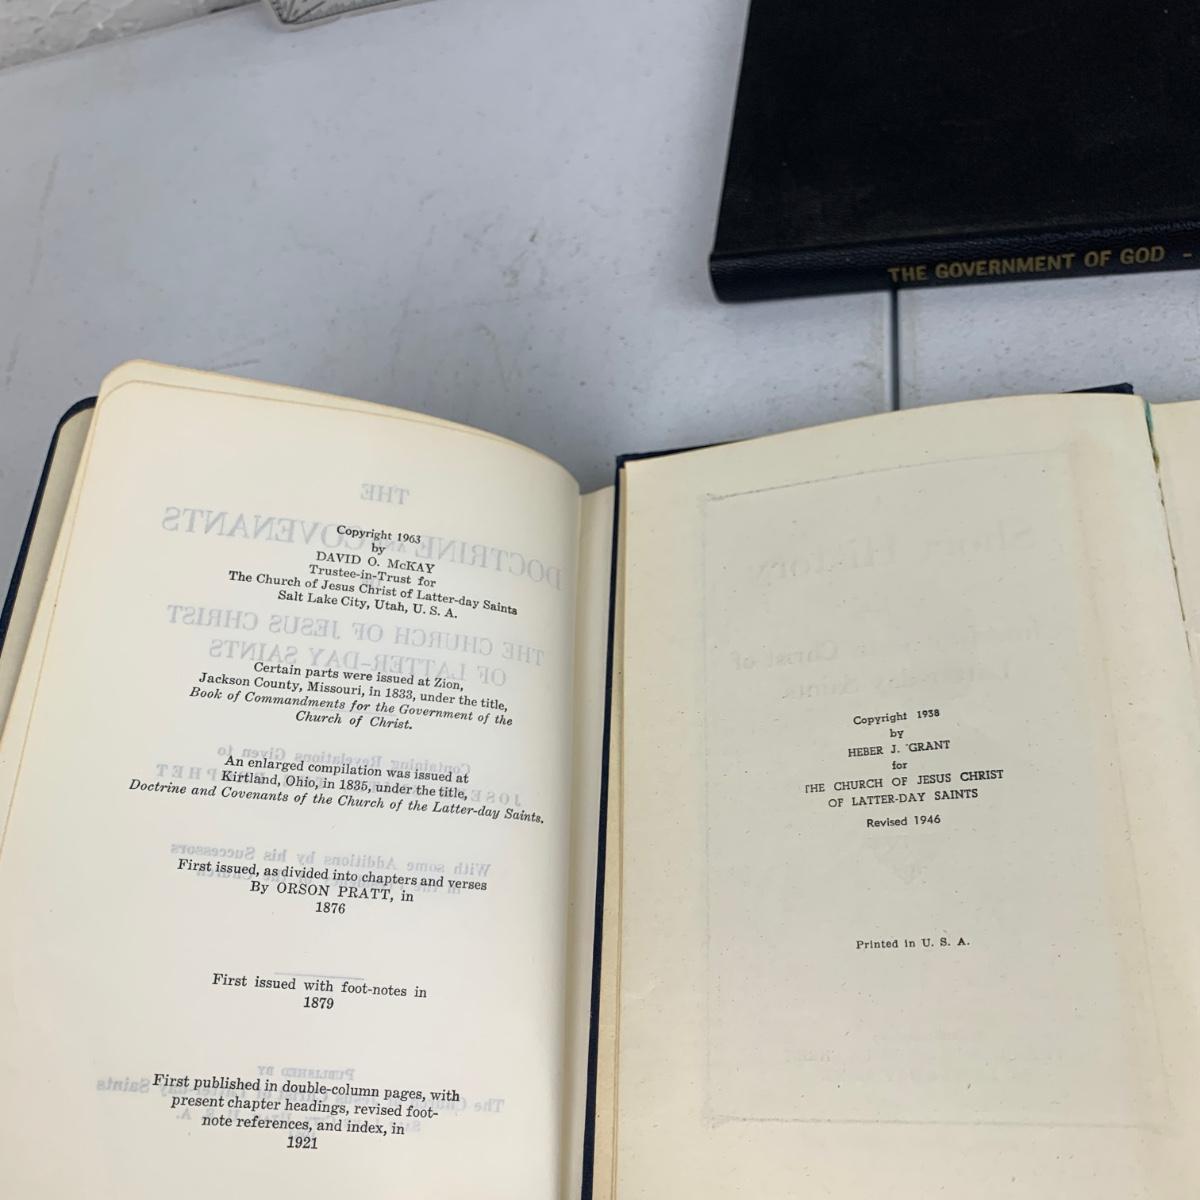 THE GOVERNMENT OF GOD -
Copyright 1963
by
DAVID O. McKAY
Trustee-in-Trust for
The Church of Jesus Christ of Latter-day Saints
Salt Lake City, Utah, U. S. A.
Certain parts were issued at Zion,
Jackson County, Missouri, in 1833, under the title,
Book of Commandments for the Government of the
Church of Christ.
An enlarged compilation was issued at
Kirtland, Ohio, in 1835, under the title,
Doctrine and Covenants of the Church of the Latter-day Saints.
First issued, as divided into chapters and verses
By ORSON PRATT, in
1876
First issued with foot-notes in
1879
First published in double-column pages, with
present chapter headings, revised foot-
note references, and index, in
1921
Copyright 1938
by
HEBER J. GRANT
for
THE CHURCH OF JESUS CHRIST
OF LATTER-DAY SAINTS
Revised 1946
Printed in U. S. A.